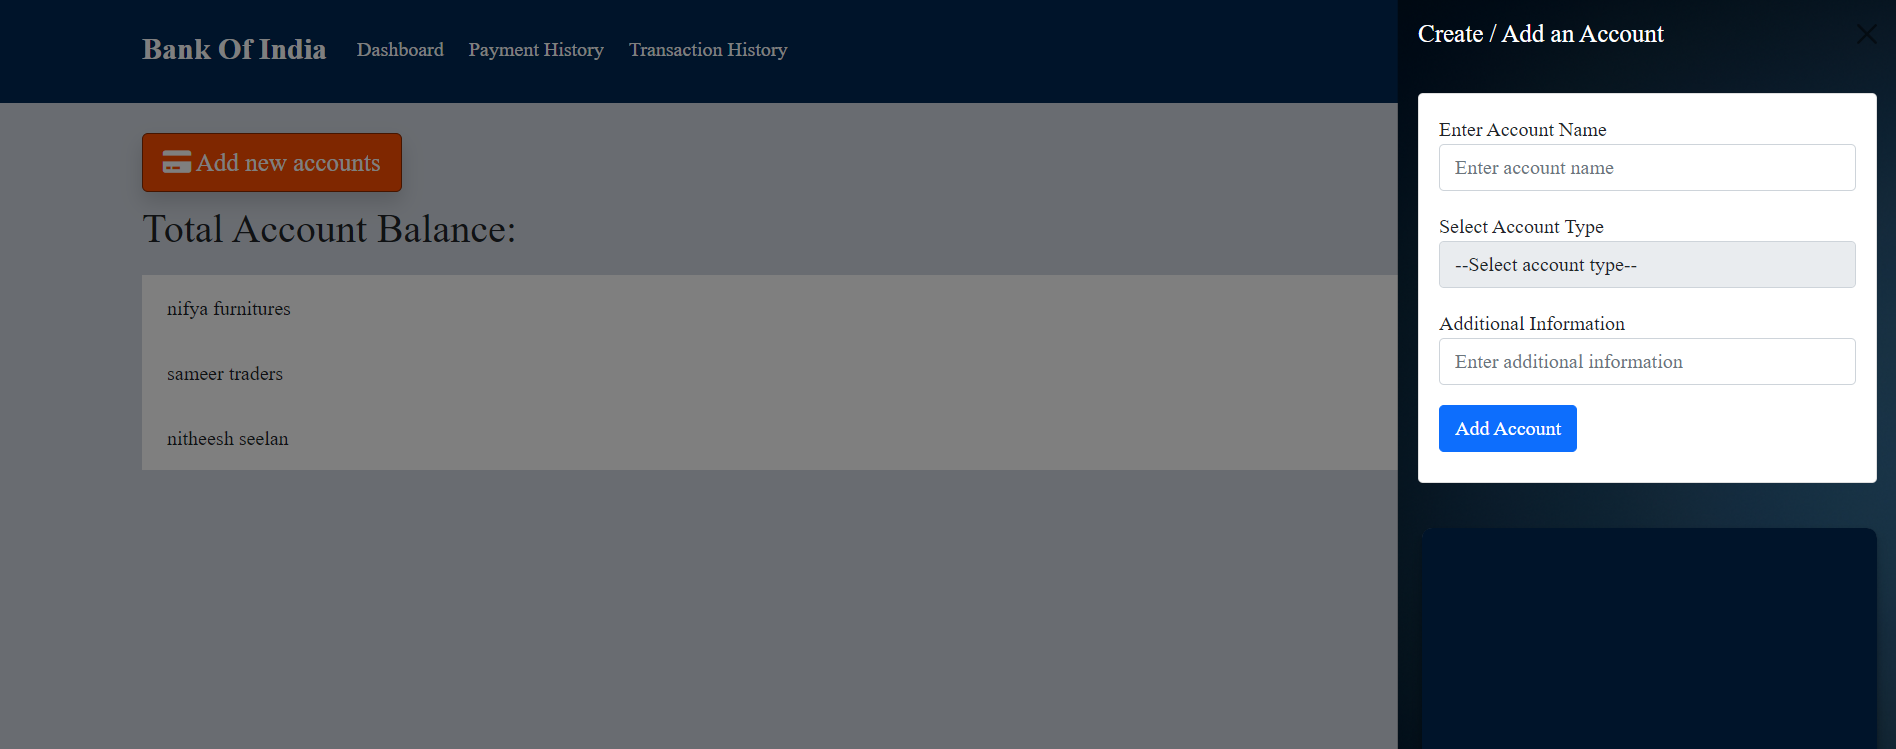 Bank Of India Dashboard Payment History Transaction History
Add new accounts
Total Account Balance:
nifya furnitures
sameer traders
nitheesh seelan
Create / Add an Account
Enter Account Name
Enter account name
Select Account Type
--Select account type--
Additional Information
Enter additional information
Add Account